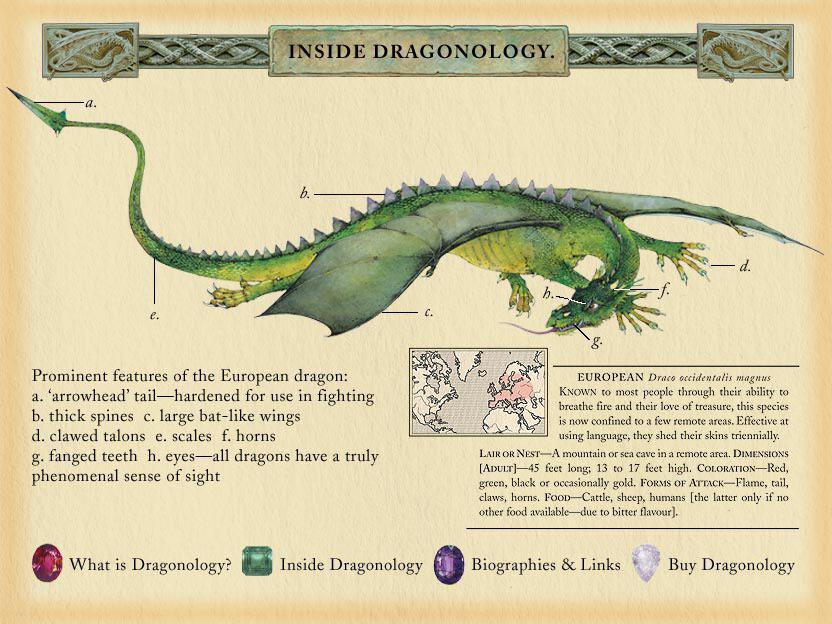 INSIDE DRAGONOLOGY.
a.
b.
d.
h.
f.
e.
c.
g.
Prominent features of the European dragon:
a. ‘arrowhead’ tail—hardened for use in fighting
b. thick spines c. large bat-like wings
d. clawed talons e. scales f. horns
g. fanged teeth h. eyes—all dragons have a truly
phenomenal sense of sight
EUROPEAN Draco occidentalis magnus
KNOWN to most people through their ability to
breathe fire and their love of treasure, this species
is now confined to a few remote areas. Effective at
using language, they shed their skins triennially.
LAIR OR NEST—A mountain or sea cave in a remote area. DIMENSIONS
[ADULT]—45 feet long; 13 to 17 feet high. COLORATION—Red,
green, black or occasionally gold. FORMS OF ATTACK—Flame, tail,
claws, horns. FOOD—Cattle, sheep, humans [the latter only if no
other food available—due to bitter flavour].
What is Dragonology? Inside Dragonology Biographies & Links Buy Dragonology